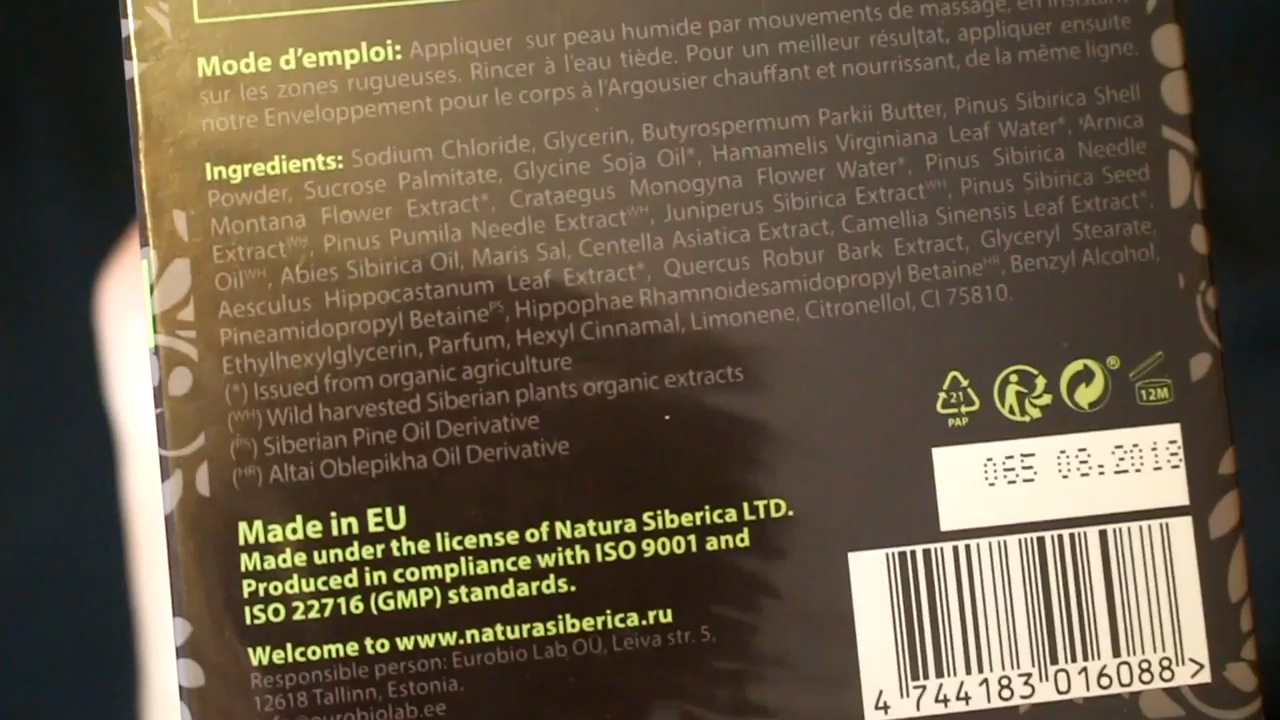 Mode d'emploi: Appliquer sur peau humide par mouvements de massage, en insistant
sur les zones rugueuses. Rincer à l'eau tiède. Pour un meilleur résultat, appliquer ensuite
notre Enveloppement pour le corps à l'Argousier chauffant et nourrissant, de la même ligne.
Ingredients: Sodium Chloride, Glycerin, Butyrospermum Parkii Butter, Pinus Sibirica Shell
Powder, Sucrose Palmitate, Glycine Soja Oil*, Hamamelis Virginiana Leaf Water*, Arnica
Montana Flower Extract*, Crataegus Monogyna Flower Water*, Pinus Sibirica Needle
Extract(WH), Pinus Pumila Needle Extract(WH), Juniperus Sibirica Extract(WH), Pinus Sibirica Seed
Oil(WH), Abies Sibirica Oil, Maris Sal, Centella Asiatica Extract, Camellia Sinensis Leaf Extract*,
Aesculus Hippocastanum Leaf Extract*, Quercus Robur Bark Extract, Glyceryl Stearate,
Pineamidopropyl Betaine(PS), Hippophae Rhamnoidesamidopropyl Betaine(HR), Benzyl Alcohol,
Ethylhexylglycerin, Parfum, Hexyl Cinnamal, Limonene, Citronellol, CI 75810.
(*) Issued from organic agriculture
(WH) Wild harvested Siberian plants organic extracts
(PS) Siberian Pine Oil Derivative
(HR) Altai Oblepikha Oil Derivative
21
PAP
®
12M
06E 08.2018
Made in EU
Made under the license of Natura Siberica LTD.
Produced in compliance with ISO 9001 and
ISO 22716 (GMP) standards.
Welcome to www.naturasiberica.ru
Responsible person: Eurobio Lab OÜ, Leiva str. 5,
12618 Tallinn, Estonia.
4 744183 016088 >